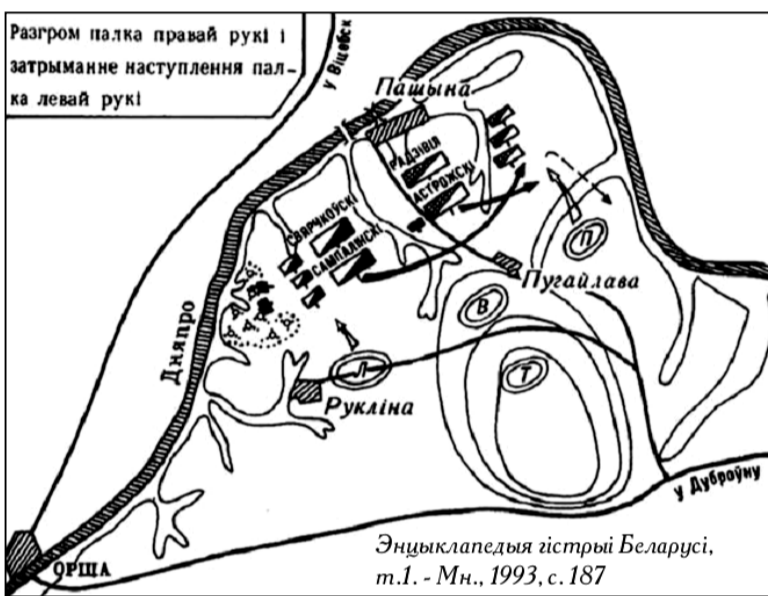 Разгром палка правай рукі і
затрыманне наступлення пал-
ка левай рукі
у Віцебск
Пашына
РАДЗІВІЛ
АСТРОЖСКІ
СВЯРЧКОЎСКІ
САМПАЛІНСКІ
П
Пугайлава
В
Дняпро
Л
Т
Рукліна
у Дуброўну
ОРША
Энцыклапедыя гістрыі Беларусі,
т.1. - Мн., 1993, с. 187